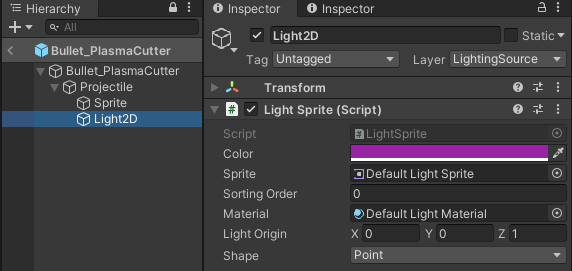 Hierarchy
All
Bullet_PlasmaCutter
Bullet_PlasmaCutter
Projectile
Sprite
Light2D
Inspector
Inspector
Light2D
Static
Tag Untagged Layer LightingSource
Transform
# Light Sprite (Script)
Script # LightSprite
Color
Sprite Default Light Sprite
Sorting Order 0
Material Default Light Material
Light Origin X 0 Y 0 Z 1
Shape Point